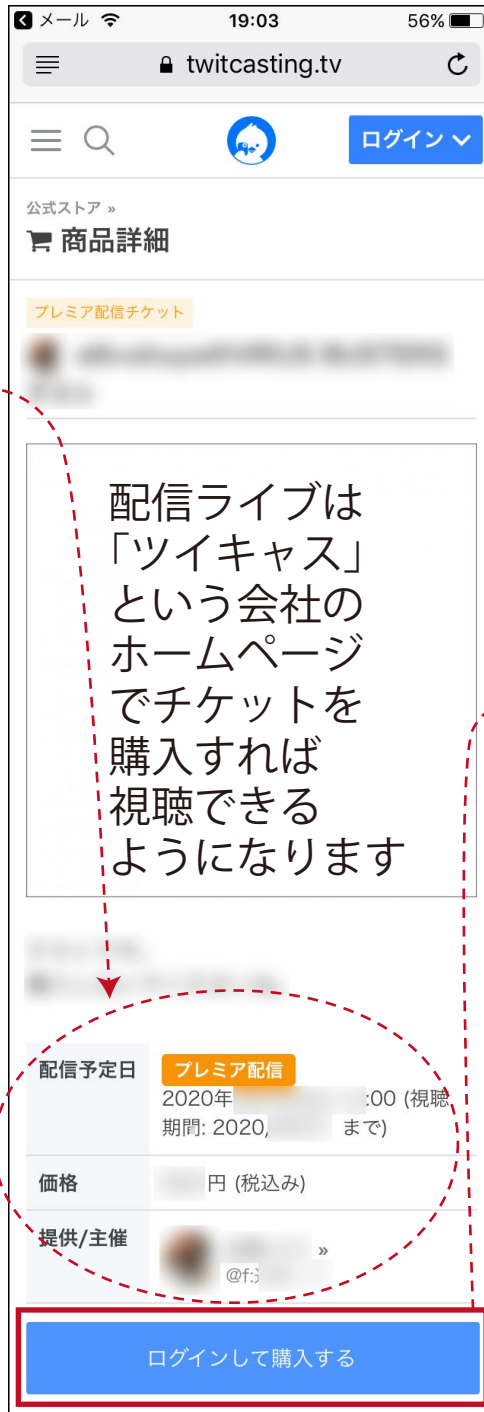 メール
19:03
56%
twitcasting.tv
ログイン
公式ストア »
商品詳細
プレミア配信チケット
配信ライブは
「ツイキャス」
という会社の
ホームページ
でチケットを
購入すれば
視聴できる
ようになります
配信予定日
プレミア配信
2020年 :00 (視聴
期間: 2020/ まで)
価格
円 (税込み)
提供/主催
»
@f:
ログインして購入する